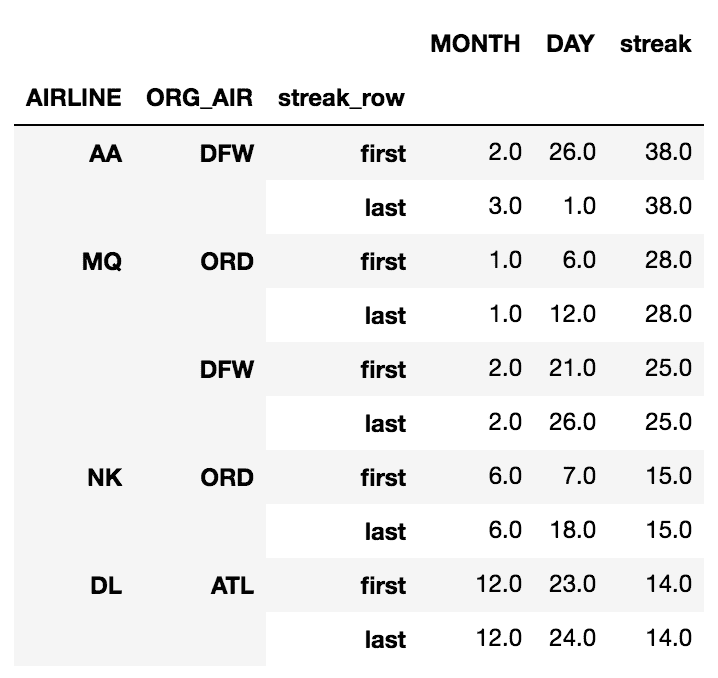 MONTH DAY streak
AIRLINE ORG_AIR streak_row
AA DFW first 2.0 26.0 38.0
last 3.0 1.0 38.0
MQ ORD first 1.0 6.0 28.0
last 1.0 12.0 28.0
DFW first 2.0 21.0 25.0
last 2.0 26.0 25.0
NK ORD first 6.0 7.0 15.0
last 6.0 18.0 15.0
DL ATL first 12.0 23.0 14.0
last 12.0 24.0 14.0